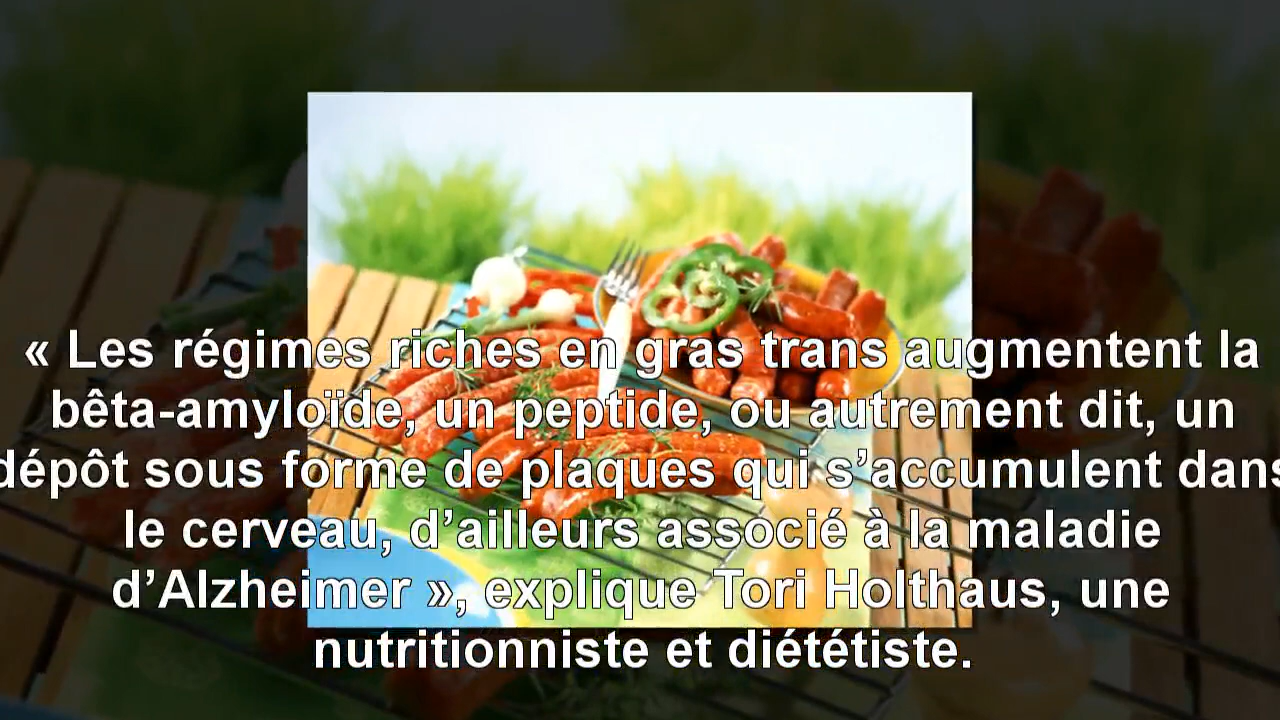 « Les régimes riches en gras trans augmentent la
bêta-amyloïde, un peptide, ou autrement dit, un
dépôt sous forme de plaques qui s’accumulent dans
le cerveau, d’ailleurs associé à la maladie
d’Alzheimer », explique Tori Holthaus, une
nutritionniste et diététiste.